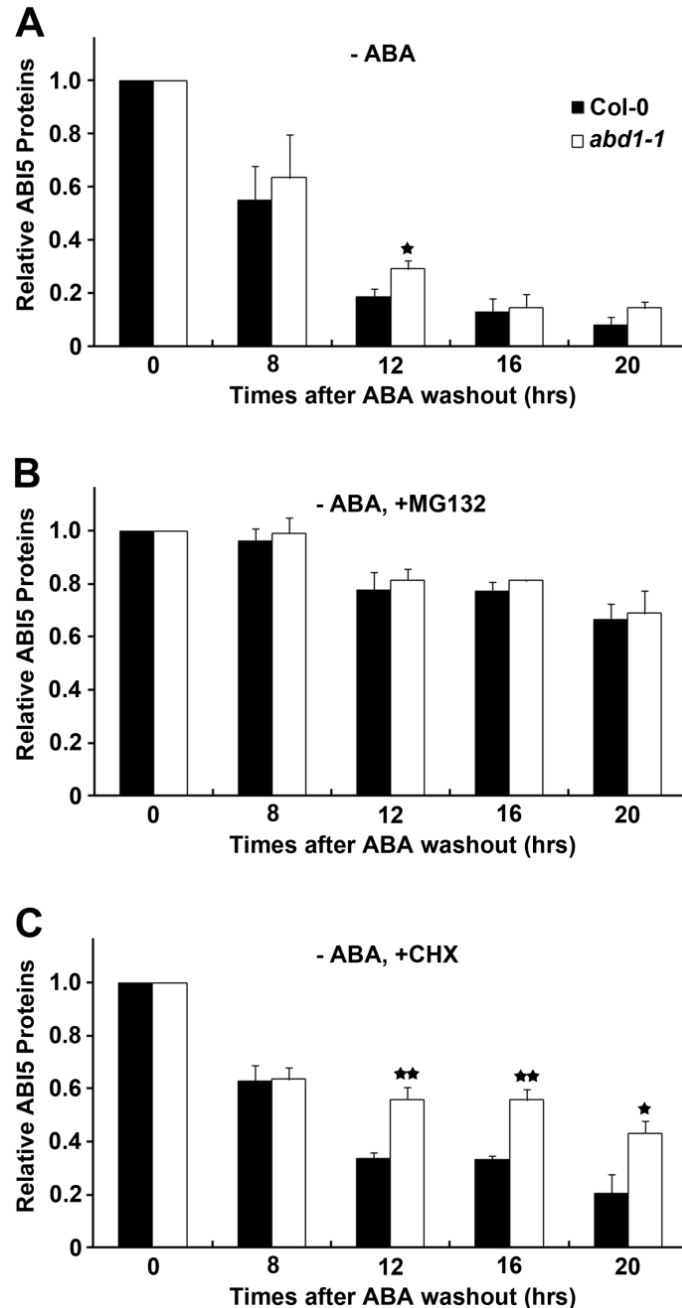 A
- ABA
Relative ABI5 Proteins
1.0
0.8
0.6
0.4
0.2
0
Col-0
abd1-1
★
0 8 12 16 20
Times after ABA washout (hrs)
B
- ABA, +MG132
Relative ABI5 Proteins
1.0
0.8
0.6
0.4
0.2
0
0 8 12 16 20
Times after ABA washout (hrs)
C
- ABA, +CHX
Relative ABI5 Proteins
1.0
0.8
0.6
0.4
0.2
0
★★ ★★ ★
0 8 12 16 20
Times after ABA washout (hrs)